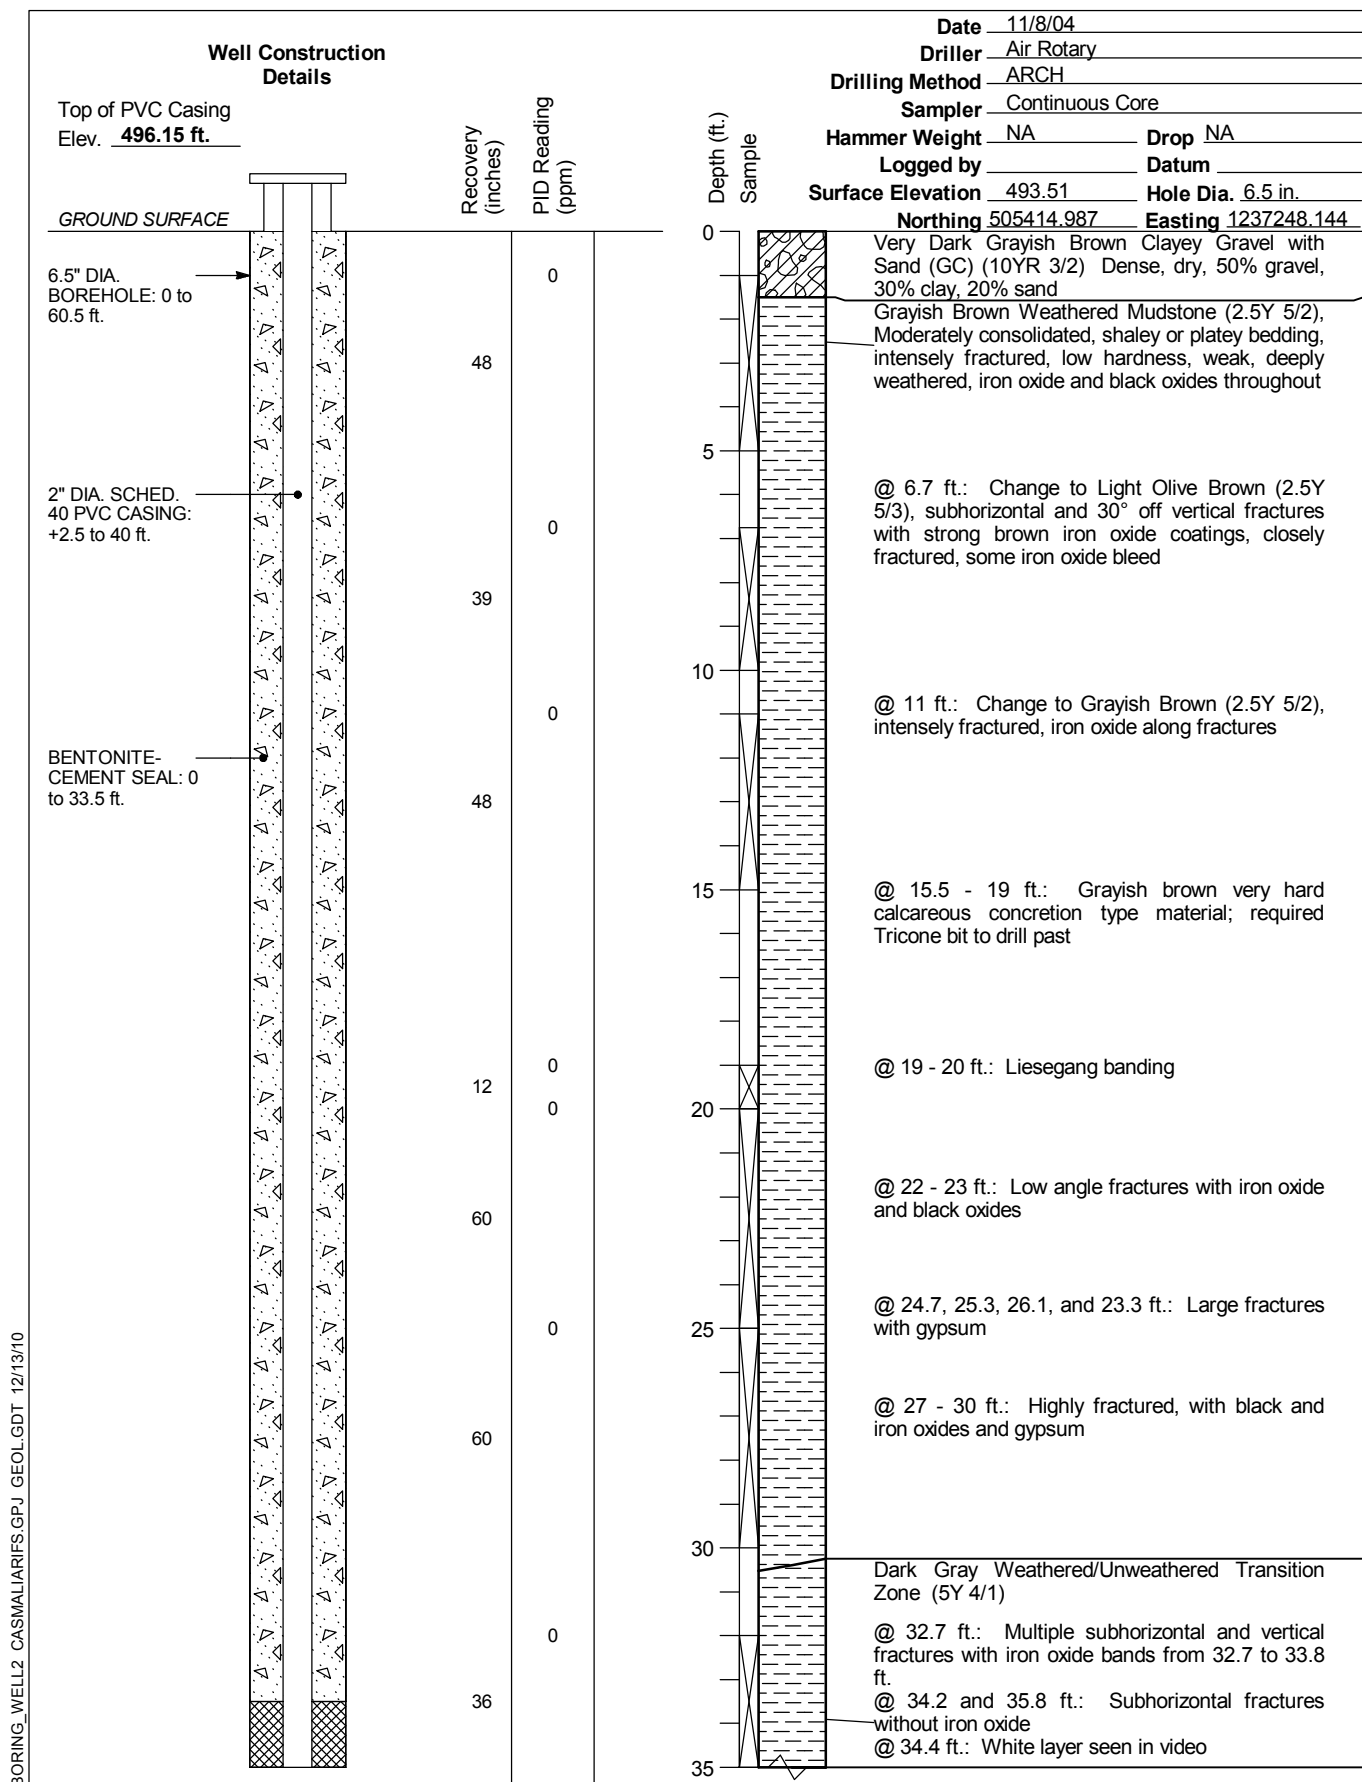 Well Construction
Details
Top of PVC Casing
Elev. 496.15 ft.
GROUND SURFACE
Recovery
(inches)
PID Reading
(ppm)
Depth (ft.)
Sample
Date 11/8/04
Driller Air Rotary
Drilling Method ARCH
Sampler Continuous Core
Hammer Weight NA Drop NA
Logged by Datum
Surface Elevation 493.51 Hole Dia. 6.5 in.
Northing 505414.987 Easting 1237248.144
6.5" DIA.
BOREHOLE: 0 to
60.5 ft.
2" DIA. SCHED.
40 PVC CASING:
+2.5 to 40 ft.
BENTONITE-
CEMENT SEAL: 0
to 33.5 ft.
48
39
48
12
60
60
36
0
0
0
0
0
0
0
0
5
10
15
20
25
30
35
Very Dark Grayish Brown Clayey Gravel with
Sand (GC) (10YR 3/2) Dense, dry, 50% gravel,
30% clay, 20% sand
Grayish Brown Weathered Mudstone (2.5Y 5/2),
Moderately consolidated, shaley or platey bedding,
intensely fractured, low hardness, weak, deeply
weathered, iron oxide and black oxides throughout
@ 6.7 ft.: Change to Light Olive Brown (2.5Y
5/3), subhorizontal and 30° off vertical fractures
with strong brown iron oxide coatings, closely
fractured, some iron oxide bleed
@ 11 ft.: Change to Grayish Brown (2.5Y 5/2),
intensely fractured, iron oxide along fractures
@ 15.5 - 19 ft.: Grayish brown very hard
calcareous concretion type material; required
Tricone bit to drill past
@ 19 - 20 ft.: Liesegang banding
@ 22 - 23 ft.: Low angle fractures with iron oxide
and black oxides
@ 24.7, 25.3, 26.1, and 23.3 ft.: Large fractures
with gypsum
@ 27 - 30 ft.: Highly fractured, with black and
iron oxides and gypsum
Dark Gray Weathered/Unweathered Transition
Zone (5Y 4/1)
@ 32.7 ft.: Multiple subhorizontal and vertical
fractures with iron oxide bands from 32.7 to 33.8
ft.
@ 34.2 and 35.8 ft.: Subhorizontal fractures
without iron oxide
@ 34.4 ft.: White layer seen in video
BORING_WELL2 CASMALIARIFS.GPJ GEOL.GDT 12/13/10